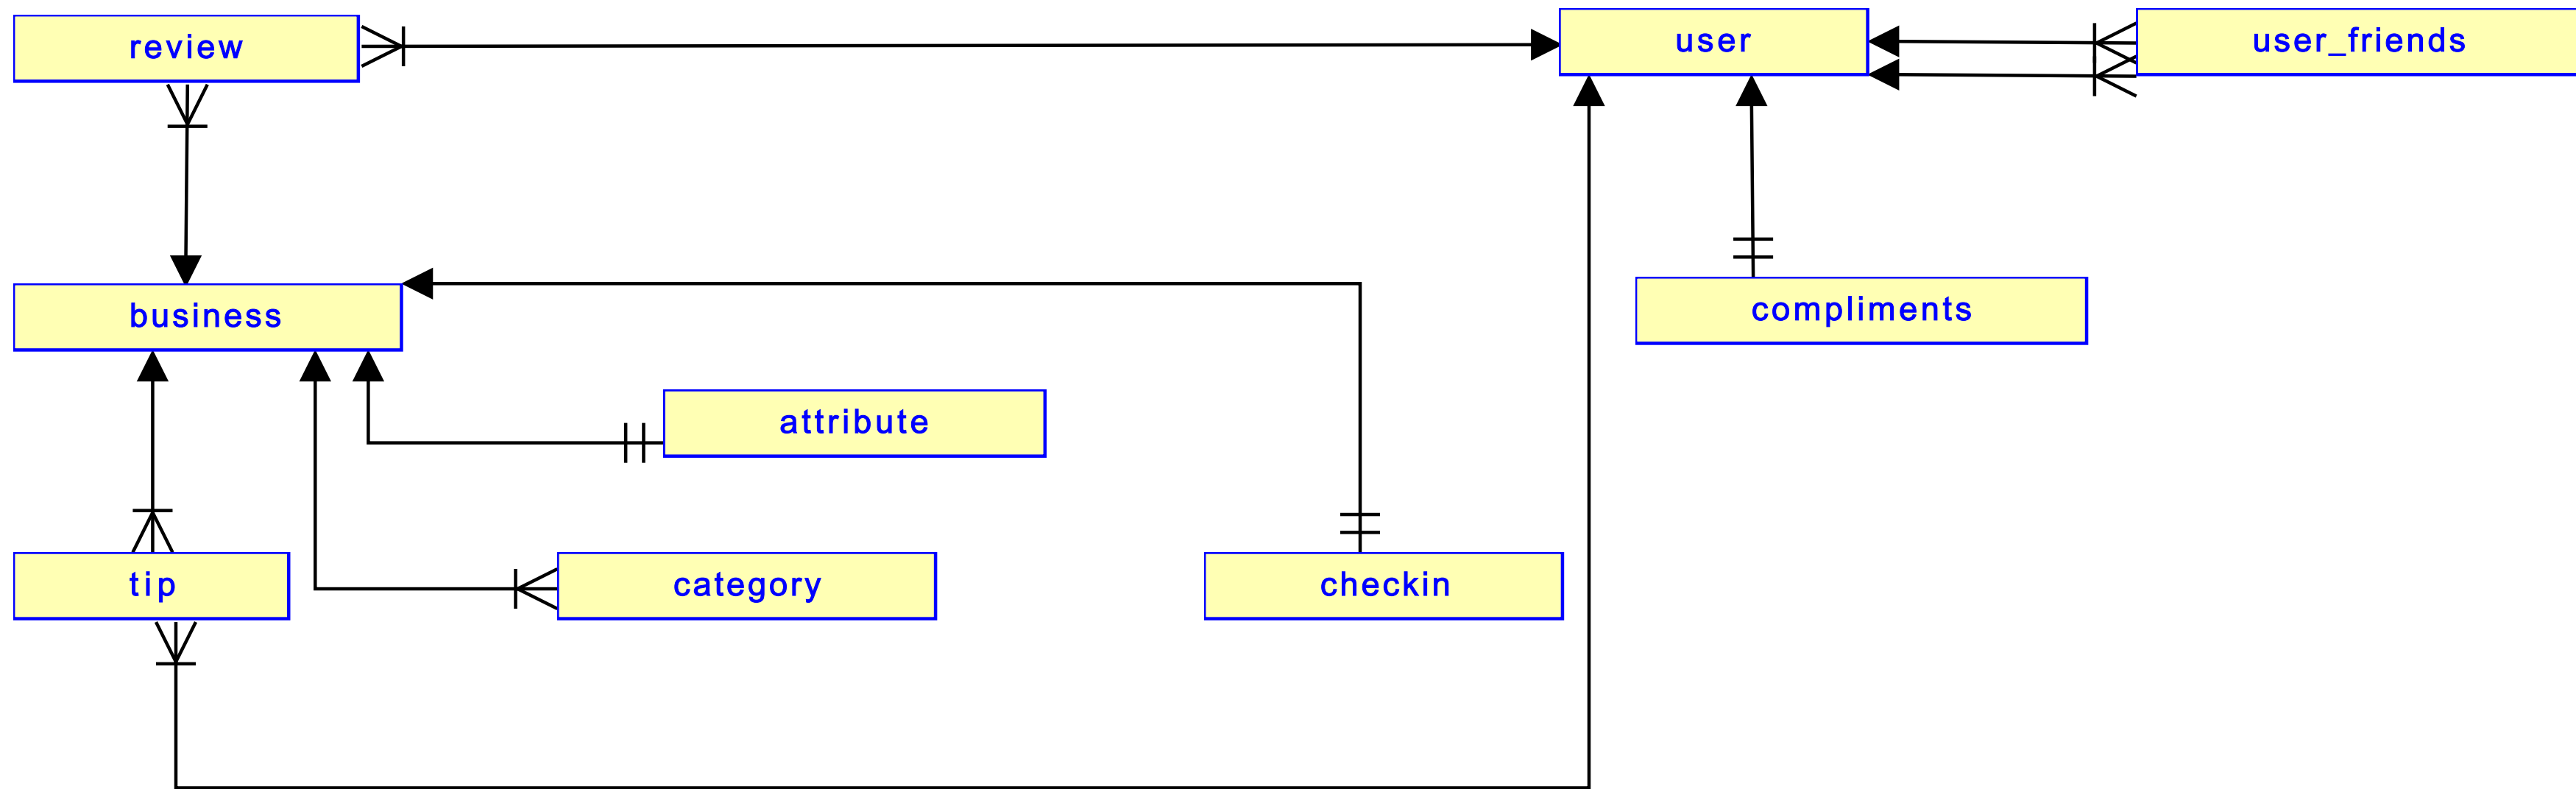 review
user
user_friends
business
compliments
attribute
tip
category
checkin